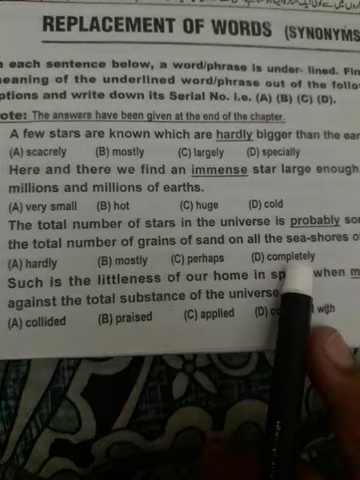 REPLACEMENT OF WORDS (SYNONYMS
each sentence below, a word/phrase is under- lined. Fin
eaning of the underlined word/phrase out of the follo
ptions and write down its Serial No. i.e. (A) (B) (C) (D).
ote: The answers have been given at the end of the chapter.
A few stars are known which are hardly bigger than the ear
(A) scacrely (B) mostly (C) largely (D) specially
Here and there we find an immense star large enough
millions and millions of earths.
(A) very small (B) hot (C) huge (D) cold
The total number of stars in the universe is probably so
the total number of grains of sand on all the sea-shores o
(A) hardly (B) mostly (C) perhaps (D) completely
Such is the littleness of our home in sp when m
against the total substance of the universe.
(A) collided (B) praised (C) applied (D) with